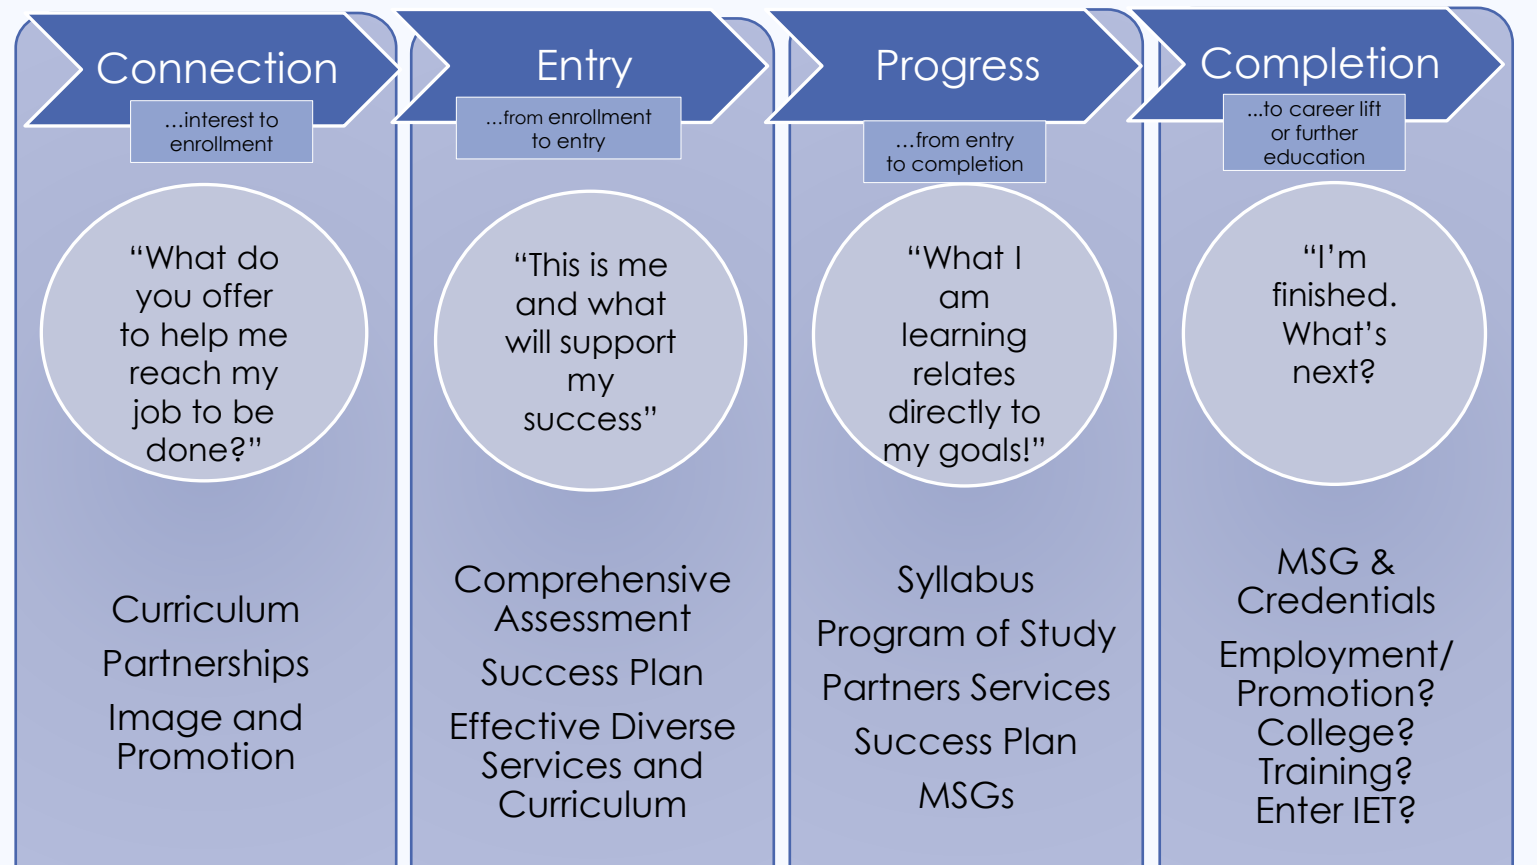 Connection
…interest to
enrollment
“What do
you offer
to help me
reach my
job to be
done?”
Curriculum
Partnerships
Image and
Promotion
Entry
…from enrollment
to entry
“This is me
and what
will support
my
success”
Comprehensive
Assessment
Success Plan
Effective Diverse
Services and
Curriculum
Progress
…from entry
to completion
“What I
am
learning
relates
directly to
my goals!”
Syllabus
Program of Study
Partners Services
Success Plan
MSGs
Completion
…to career lift
or further
education
“I’m
finished.
What’s
next?
MSG &
Credentials
Employment/
Promotion?
College?
Training?
Enter IET?